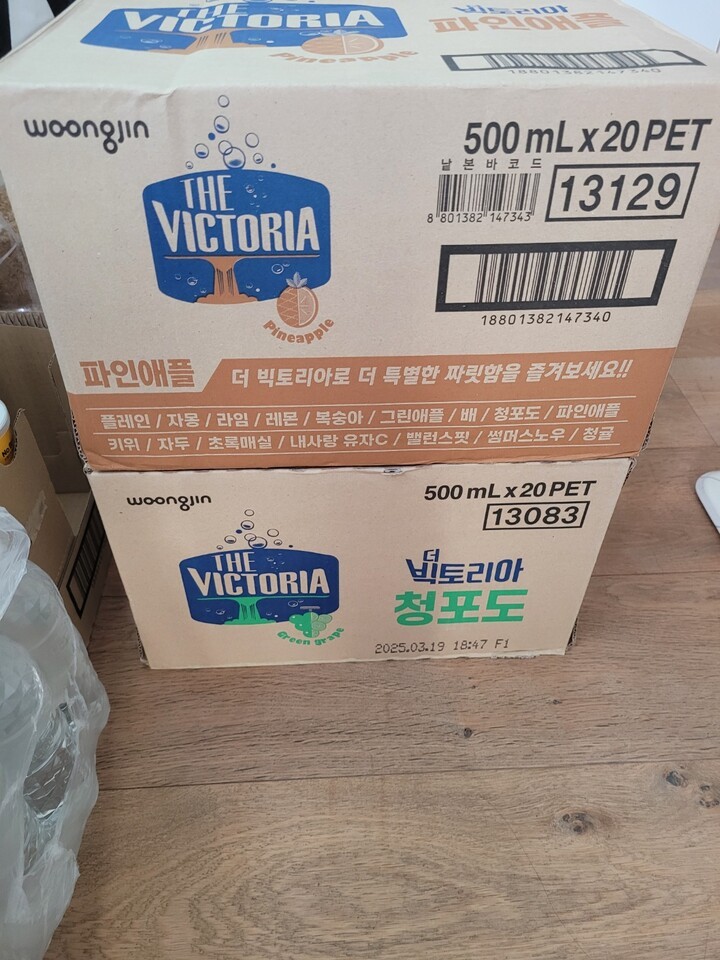 THE
VICTORIA
Pineapple
빅토리아
파인애플
18801382147340
woongjin
500 mL x 20 PET
낱본바코드
8 801382 147343
13129
THE
VICTORIA
Pineapple
18801382147340
파인애플 더 빅토리아로 더 특별한 짜릿함을 즐겨보세요!!
플레인 / 자몽 / 라임 / 레몬 / 복숭아 / 그린애플 / 배 / 청포도 / 파인애플
키위 / 자두 / 초록매실 / 내사랑 유자C / 밸런스핏 / 썸머스노우 / 청귤
woongjin
500 mL x 20 PET
13083
THE
VICTORIA
Green grape
더
빅토리아
청포도
2025.03.19 18:47 F1